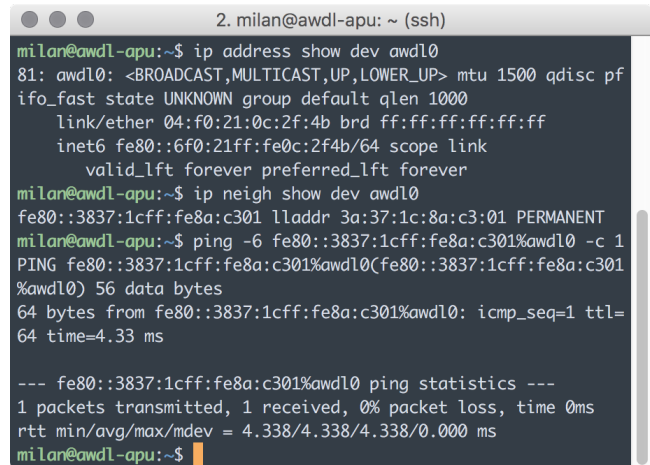 2. milan@awdl-apu: ~ (ssh)
milan@awdl-apu:~$ ip address show dev awdl0
81: awdl0: <BROADCAST,MULTICAST,UP,LOWER_UP> mtu 1500 qdisc pf
ifo_fast state UNKNOWN group default qlen 1000
    link/ether 04:f0:21:0c:2f:4b brd ff:ff:ff:ff:ff:ff
    inet6 fe80::6f0:21ff:fe0c:2f4b/64 scope link
       valid_lft forever preferred_lft forever
milan@awdl-apu:~$ ip neigh show dev awdl0
fe80::3837:1cff:fe8a:c301 lladdr 3a:37:1c:8a:c3:01 PERMANENT
milan@awdl-apu:~$ ping -6 fe80::3837:1cff:fe8a:c301%awdl0 -c 1
PING fe80::3837:1cff:fe8a:c301%awdl0(fe80::3837:1cff:fe8a:c301
%awdl0) 56 data bytes
64 bytes from fe80::3837:1cff:fe8a:c301%awdl0: icmp_seq=1 ttl=
64 time=4.33 ms

--- fe80::3837:1cff:fe8a:c301%awdl0 ping statistics ---
1 packets transmitted, 1 received, 0% packet loss, time 0ms
rtt min/avg/max/mdev = 4.338/4.338/4.338/0.000 ms
milan@awdl-apu:~$